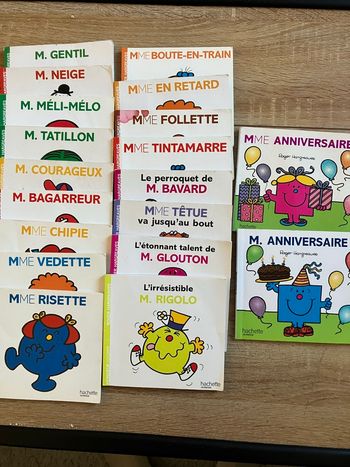 M. GENTIL
M. NEIGE
M. MÉLI-MÉLO
M. TATILLON
M. COURAGEUX
M. BAGARREUR
MME CHIPIE
MME VEDETTE
MME RISETTE
hachette
MME BOUTE-EN-TRAIN
MME EN RETARD
MME FOLLETTE
MME TINTAMARRE
Le perroquet de
M. BAVARD
MME TÊTUE
va jusqu'au bout
L'étonnant talent de
M. GLOUTON
L'irrésistible
M. RIGOLO
hachette
MME ANNIVERSAIRE
Roger Hargreaves
M. ANNIVERSAIRE
Roger Hargreaves
hachette